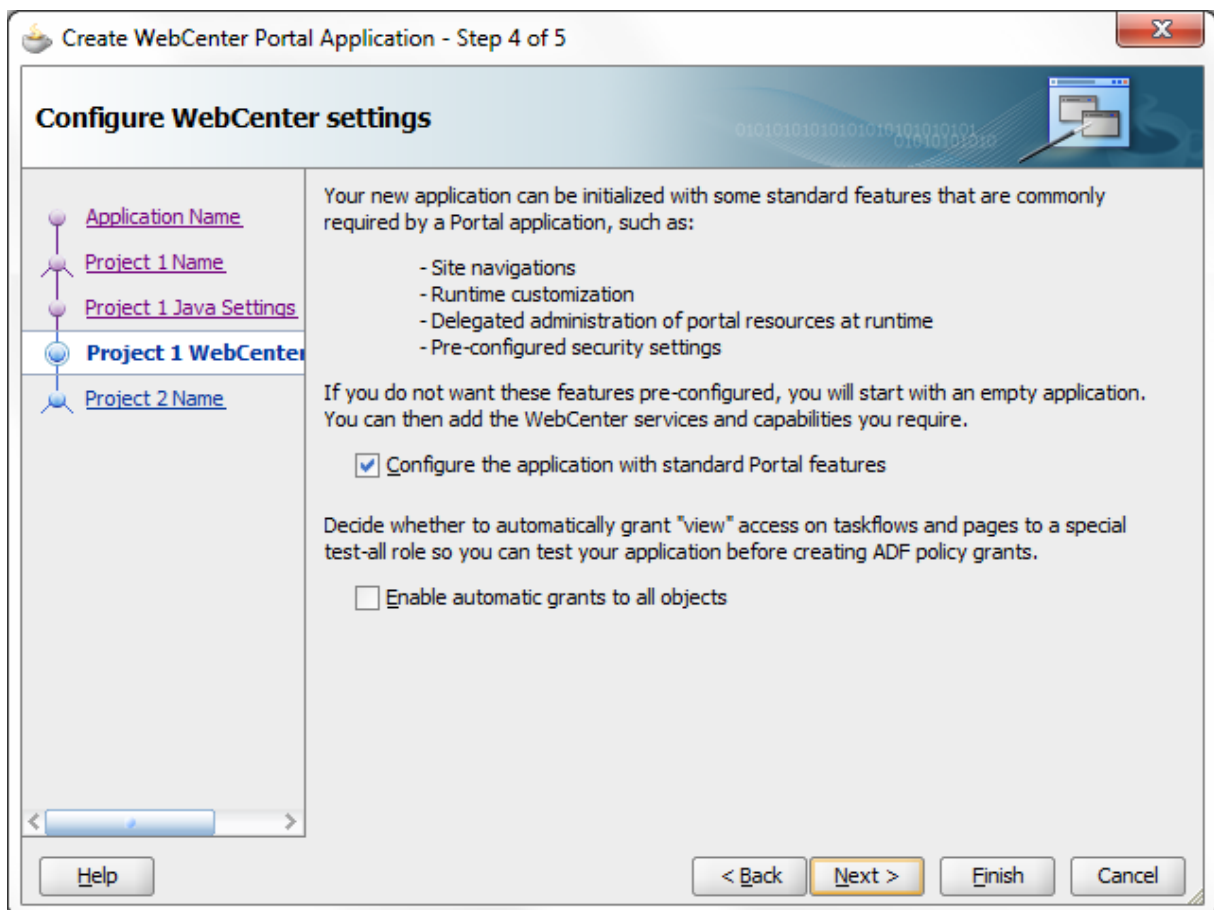 Create WebCenter Portal Application - Step 4 of 5
Configure WebCenter settings
010101010101010101010101
01010101010
Application Name
Project 1 Name
Project 1 Java Settings
Project 1 WebCenter
Project 2 Name
Your new application can be initialized with some standard features that are commonly
required by a Portal application, such as:
- Site navigations
- Runtime customization
- Delegated administration of portal resources at runtime
- Pre-configured security settings
If you do not want these features pre-configured, you will start with an empty application.
You can then add the WebCenter services and capabilities you require.
Configure the application with standard Portal features
Decide whether to automatically grant "view" access on taskflows and pages to a special
test-all role so you can test your application before creating ADF policy grants.
Enable automatic grants to all objects
Help
< Back
Next >
Finish
Cancel